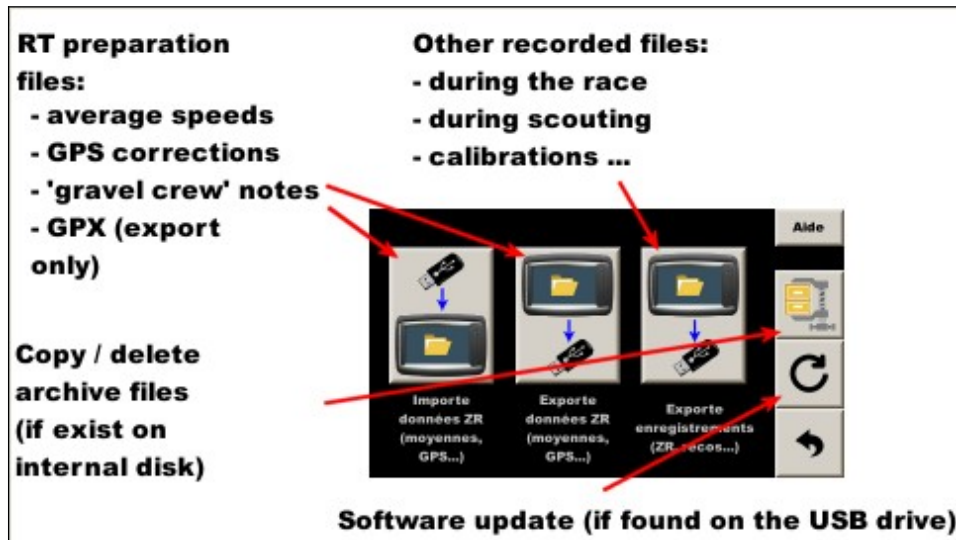 RT preparation
files:
- average speeds
- GPS corrections
- 'gravel crew' notes
- GPX (export
only)
Other recorded files:
- during the race
- during scouting
- calibrations ...
Aide
Importe
données ZR
(moyennes,
GPS...)
Exporte
données ZR
(moyennes,
GPS...)
Exporte
enregistrements
(ZR, recos...)
Copy / delete
archive files
(if exist on
internal disk)
Software update (if found on the USB drive)